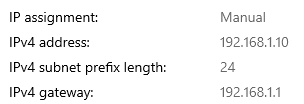 IP assignment: Manual
IPv4 address: 192.168.1.10
IPv4 subnet prefix length: 24
IPv4 gateway: 192.168.1.1